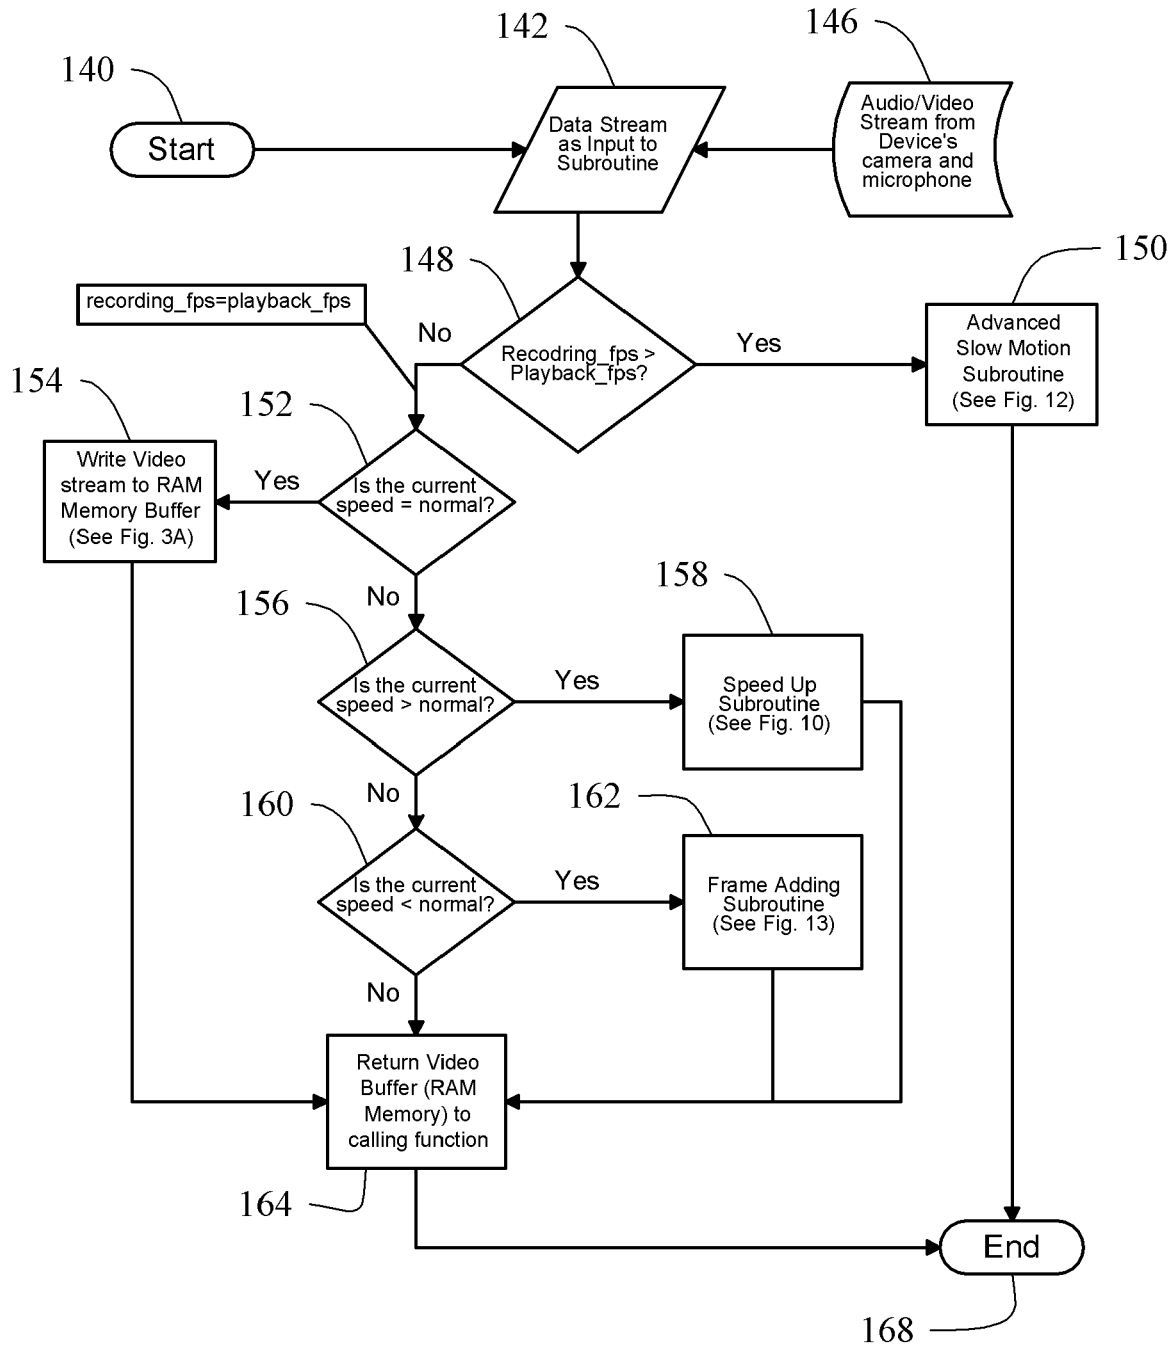 142
146
140
Start
Data Stream
as Input to
Subroutine
Audio/Video
Stream from
Device's
camera and
microphone
148
150
recording_fps=playback_fps
No
Recodring_fps >
Playback_fps?
Yes
Advanced
Slow Motion
Subroutine
(See Fig. 12)
154
152
Write Video
stream to RAM
Memory Buffer
(See Fig. 3A)
Yes
Is the current
speed = normal?
No
156
158
Is the current
speed > normal?
Yes
Speed Up
Subroutine
(See Fig. 10)
No
160
162
Is the current
speed < normal?
Yes
Frame Adding
Subroutine
(See Fig. 13)
No
Return Video
Buffer (RAM
Memory) to
calling function
164
End
168